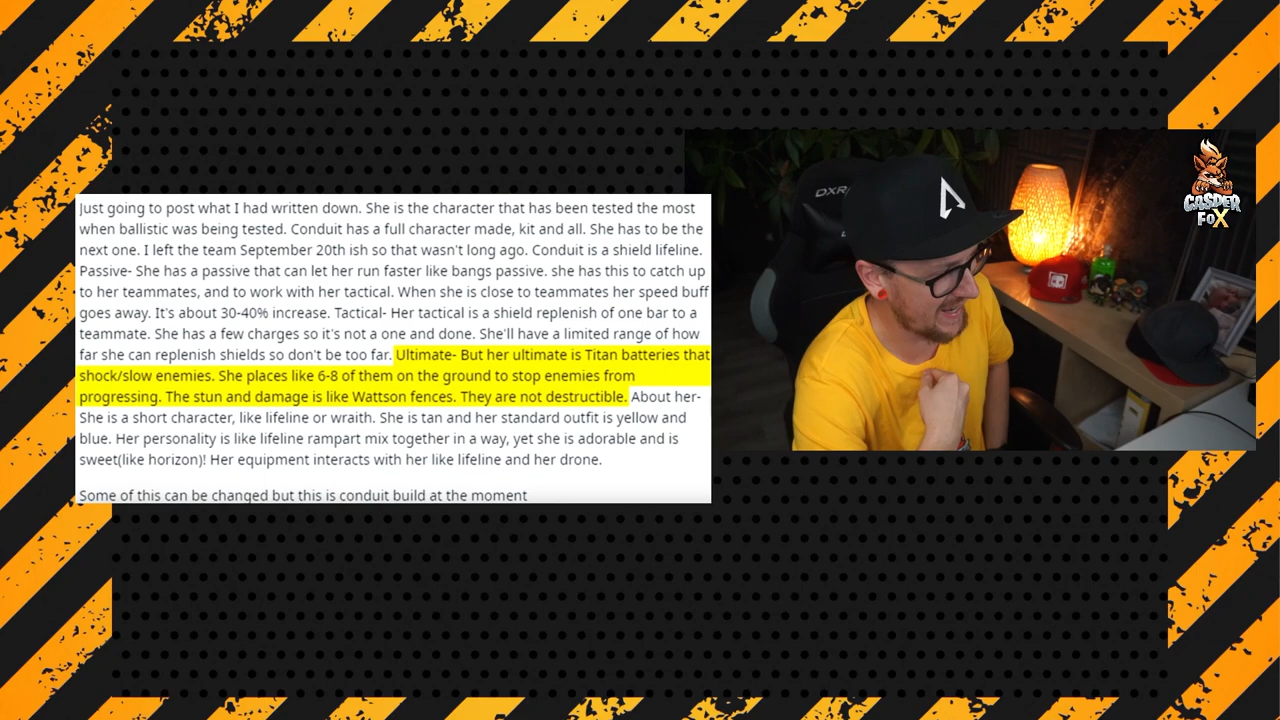 Just going to post what I had written down. She is the character that has been tested the most
when ballistic was being tested. Conduit has a full character made, kit and all. She has to be the
next one. I left the team September 20th ish so that wasn't long ago. Conduit is a shield lifeline.
Passive- She has a passive that can let her run faster like bangs passive. she has this to catch up
to her teammates, and to work with her tactical. When she is close to teammates her speed buff
goes away. It's about 30-40% increase. Tactical- Her tactical is a shield replenish of one bar to a
teammate. She has a few charges so it's not a one and done. She'll have a limited range of how
far she can replenish shields so don't be too far. Ultimate- But her ultimate is Titan batteries that
shock/slow enemies. She places like 6-8 of them on the ground to stop enemies from
progressing. The stun and damage is like Wattson fences. They are not destructible. About her-
She is a short character, like lifeline or wraith. She is tan and her standard outfit is yellow and
blue. Her personality is like lifeline rampart mix together in a way, yet she is adorable and is
sweet(like horizon)! Her equipment interacts with her like lifeline and her drone.
Some of this can be changed but this is conduit build at the moment
DXR
CASPER
FOX